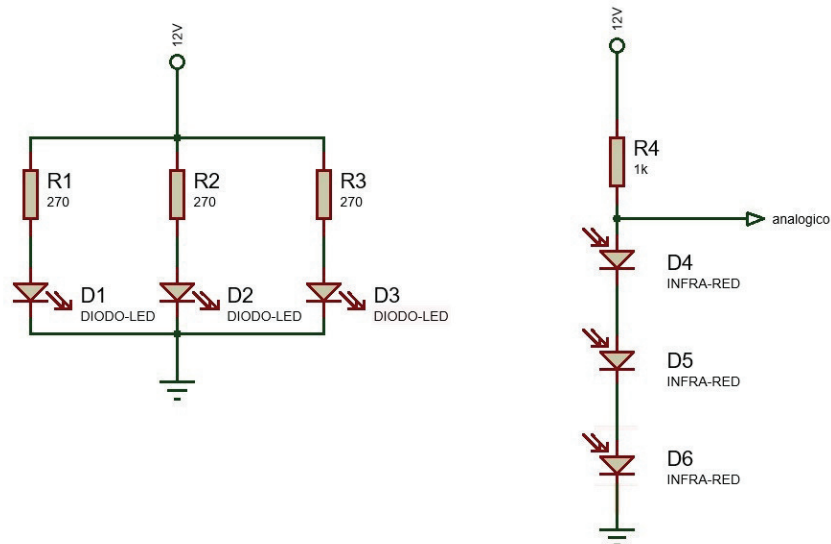 12V
R1
270
R2
270
R3
270
D1
DIODO-LED
D2
DIODO-LED
D3
DIODO-LED
12V
R4
1k
analogico
D4
INFRA-RED
D5
INFRA-RED
D6
INFRA-RED